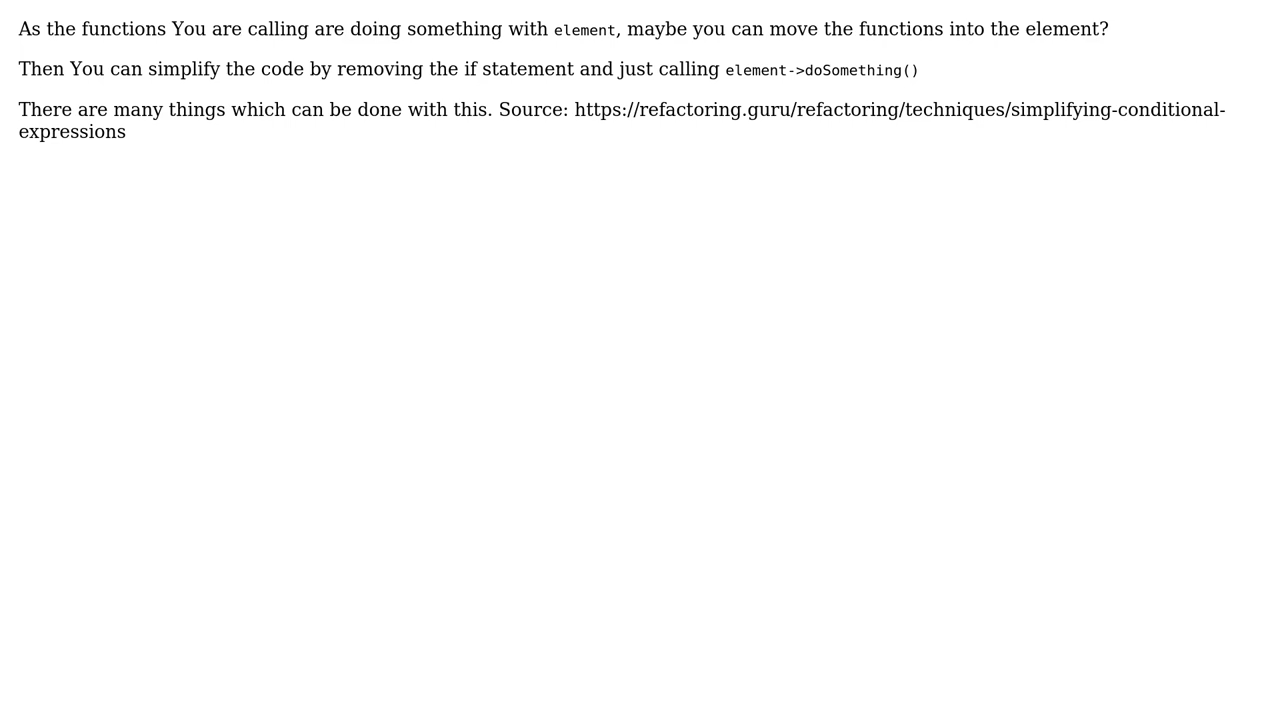 As the functions You are calling are doing something with element, maybe you can move the functions into the element?
Then You can simplify the code by removing the if statement and just calling element->doSomething()
There are many things which can be done with this. Source: https://refactoring.guru/refactoring/techniques/simplifying-conditional-
expressions